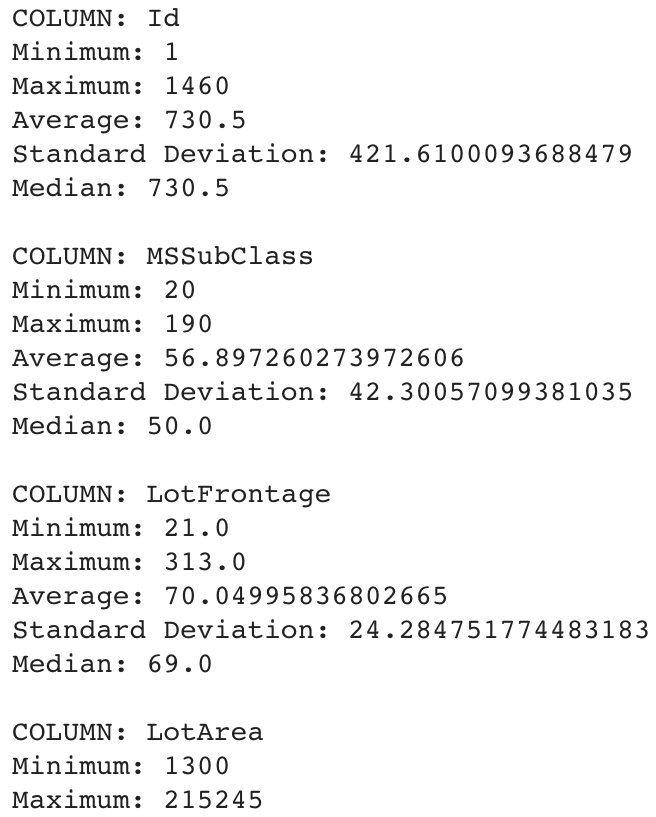 COLUMN: Id
Minimum: 1
Maximum: 1460
Average: 730.5
Standard Deviation: 421.6100093688479
Median: 730.5
COLUMN: MSSubClass
Minimum: 20
Maximum: 190
Average: 56.897260273972606
Standard Deviation: 42.30057099381035
Median: 50.0
COLUMN: LotFrontage
Minimum: 21.0
Maximum: 313.0
Average: 70.04995836802665
Standard Deviation: 24.284751774483183
Median: 69.0
COLUMN: LotArea
Minimum: 1300
Maximum: 215245